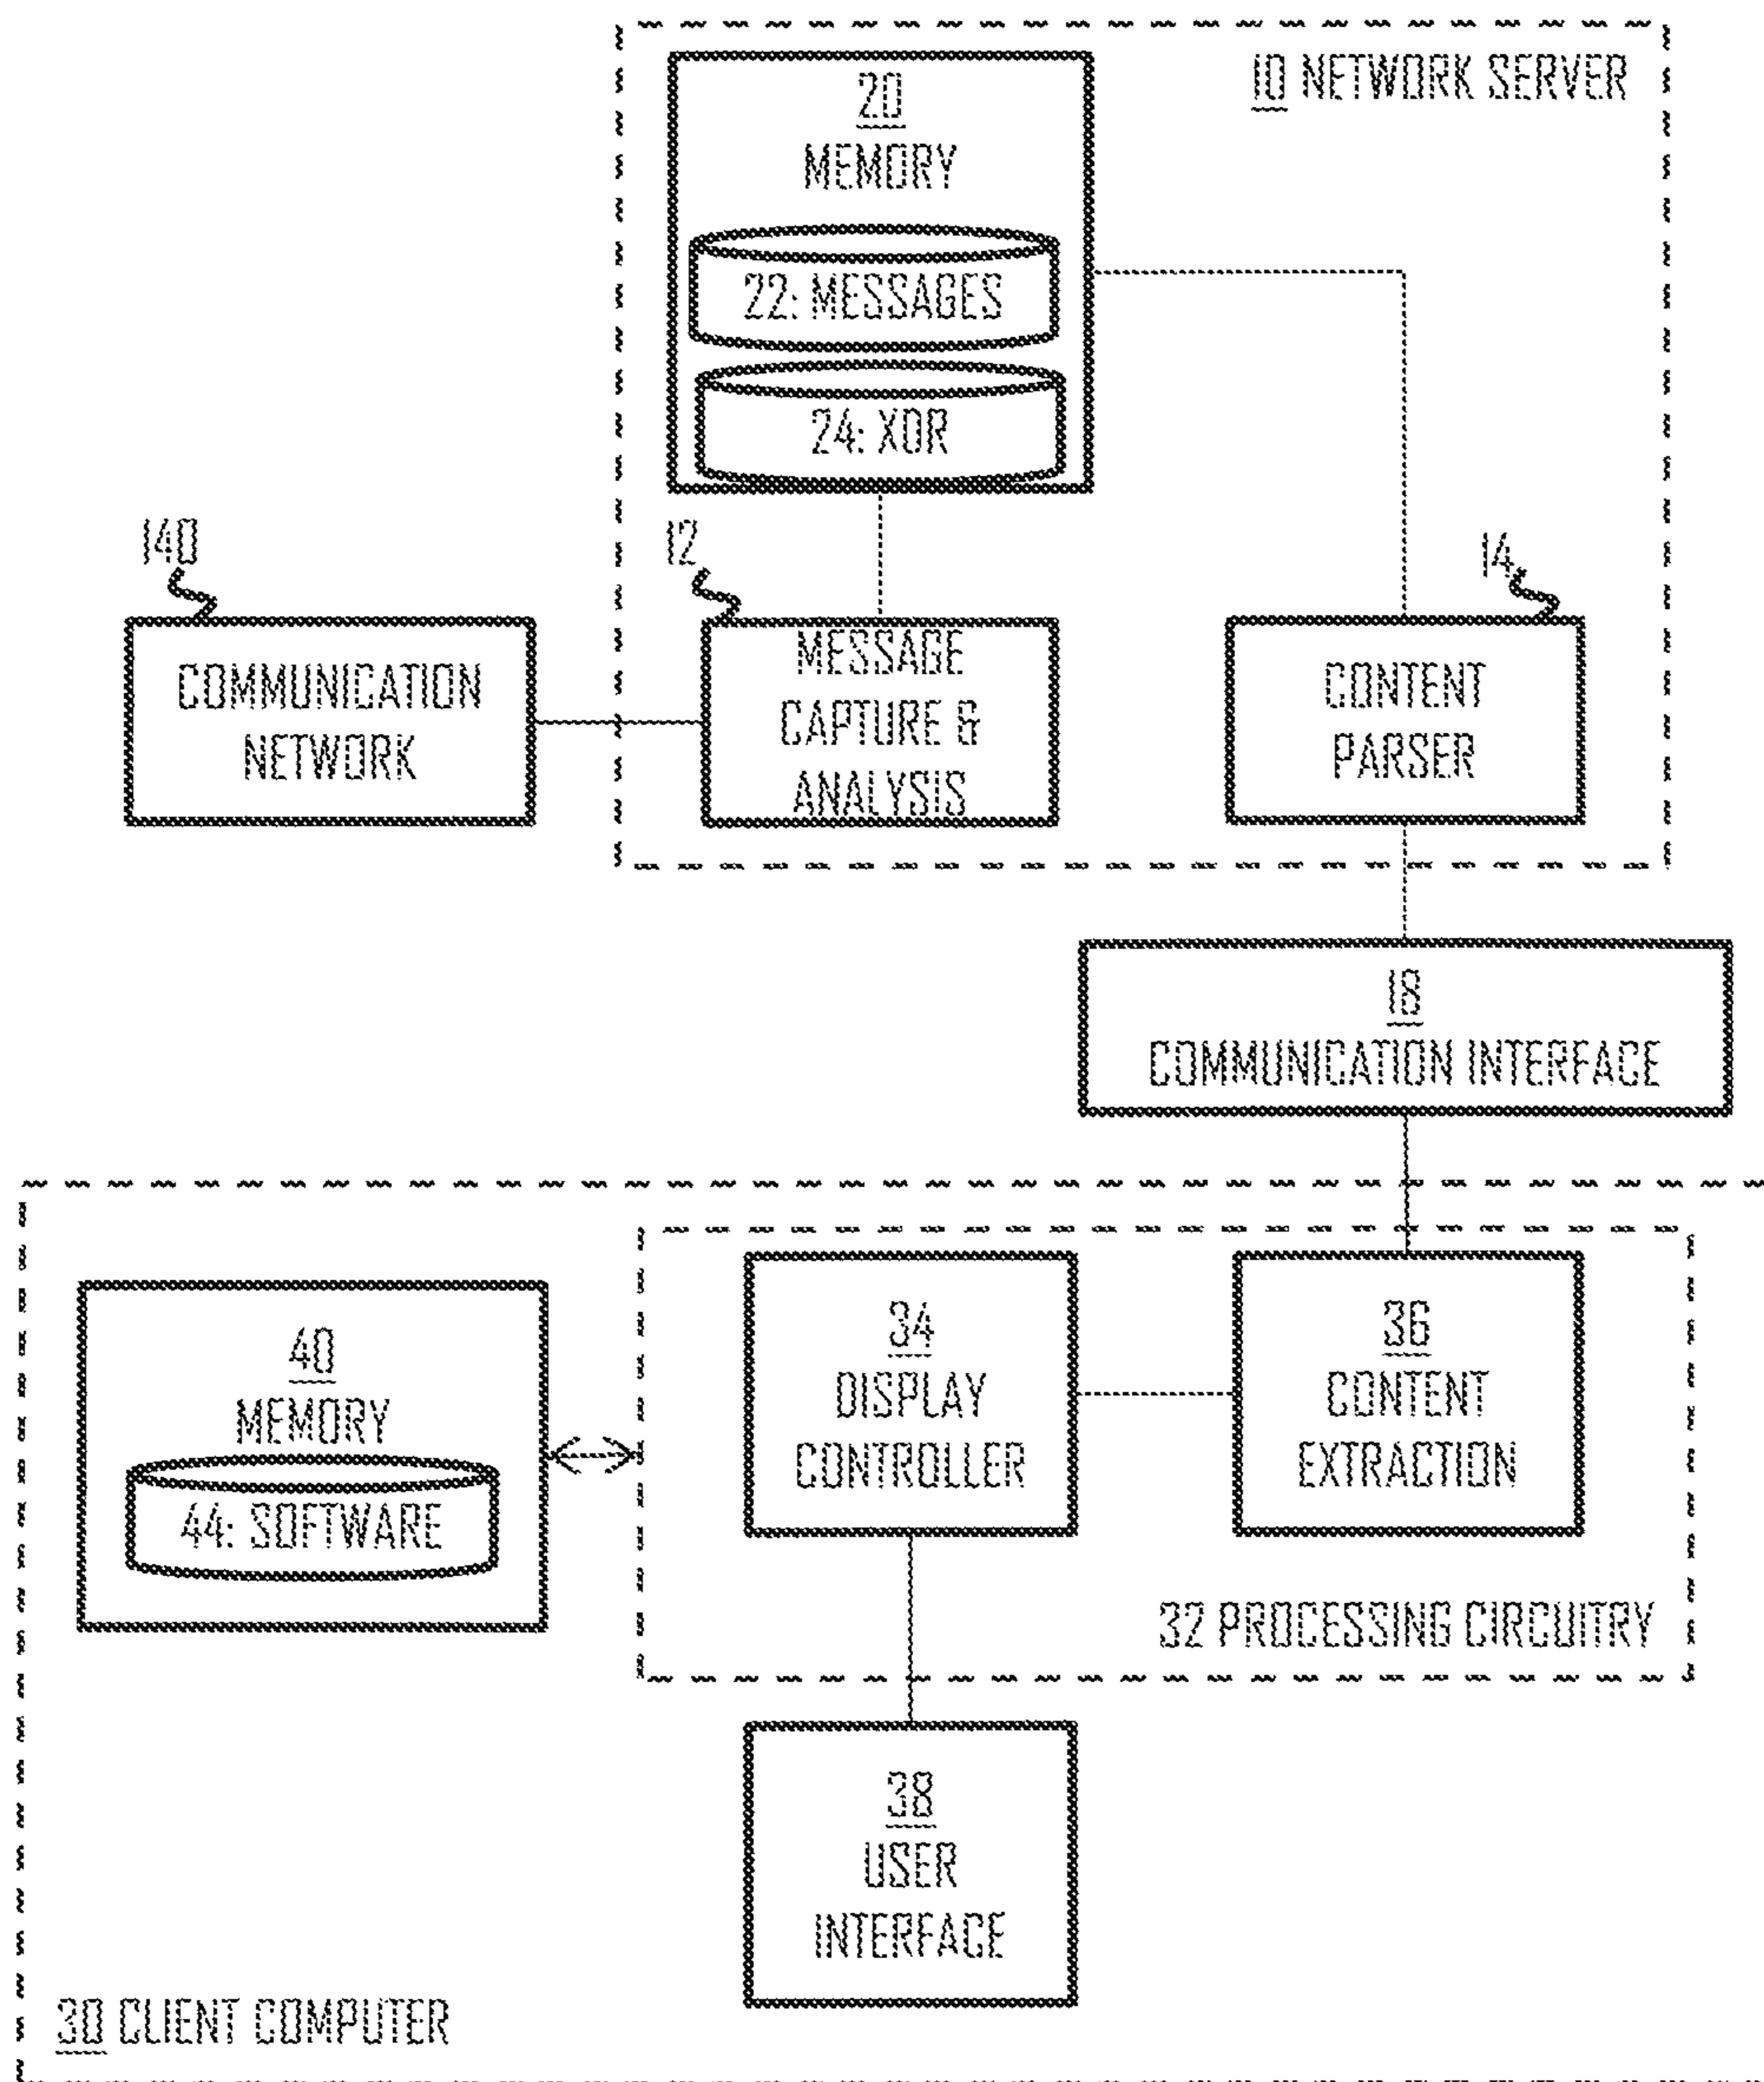 10 NETWORK SERVER
20
MEMORY
22: MESSAGES
24: XDR
140
12
14
COMMUNICATION
NETWORK
MESSAGE
CAPTURE &
ANALYSIS
CONTENT
PARSER
18
COMMUNICATION INTERFACE
40
MEMORY
44: SOFTWARE
34
DISPLAY
CONTROLLER
36
CONTENT
EXTRACTION
32 PROCESSING CIRCUITRY
38
USER
INTERFACE
30 CLIENT COMPUTER